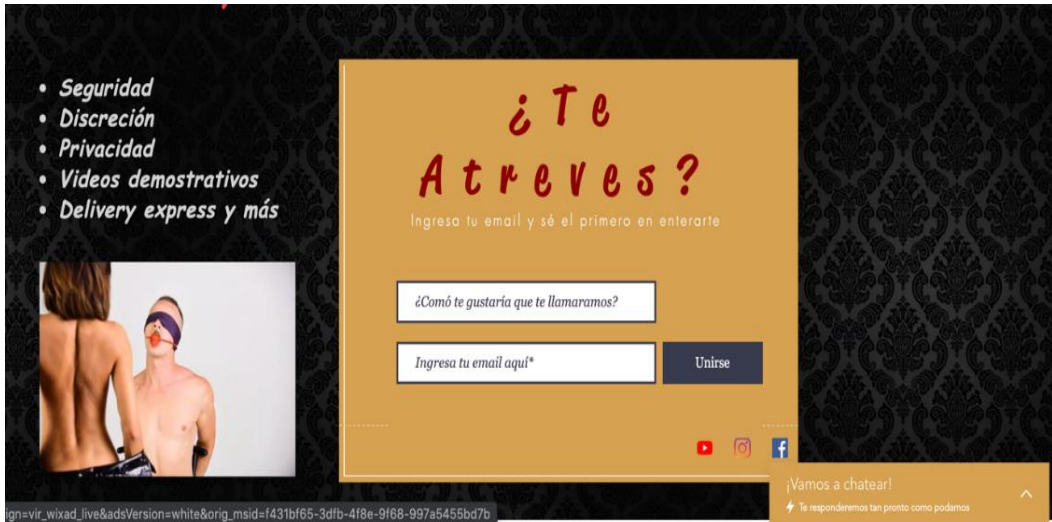 Seguridad
Discreción
Privacidad
Videos demostrativos
Delivery express y más
¿Te
Atreves?
Ingresa tu email y sé el primero en enterarte
¿Comó te gustaría que te llamaramos?
Ingresa tu email aquí*
Unirse
¡Vamos a chatear!
Te responderemos tan pronto como podamos
ign=vir_wixad_live&adsVersion=white&orig_msid=f431bf65-3dfb-4f8e-9f68-997a5455bd7b